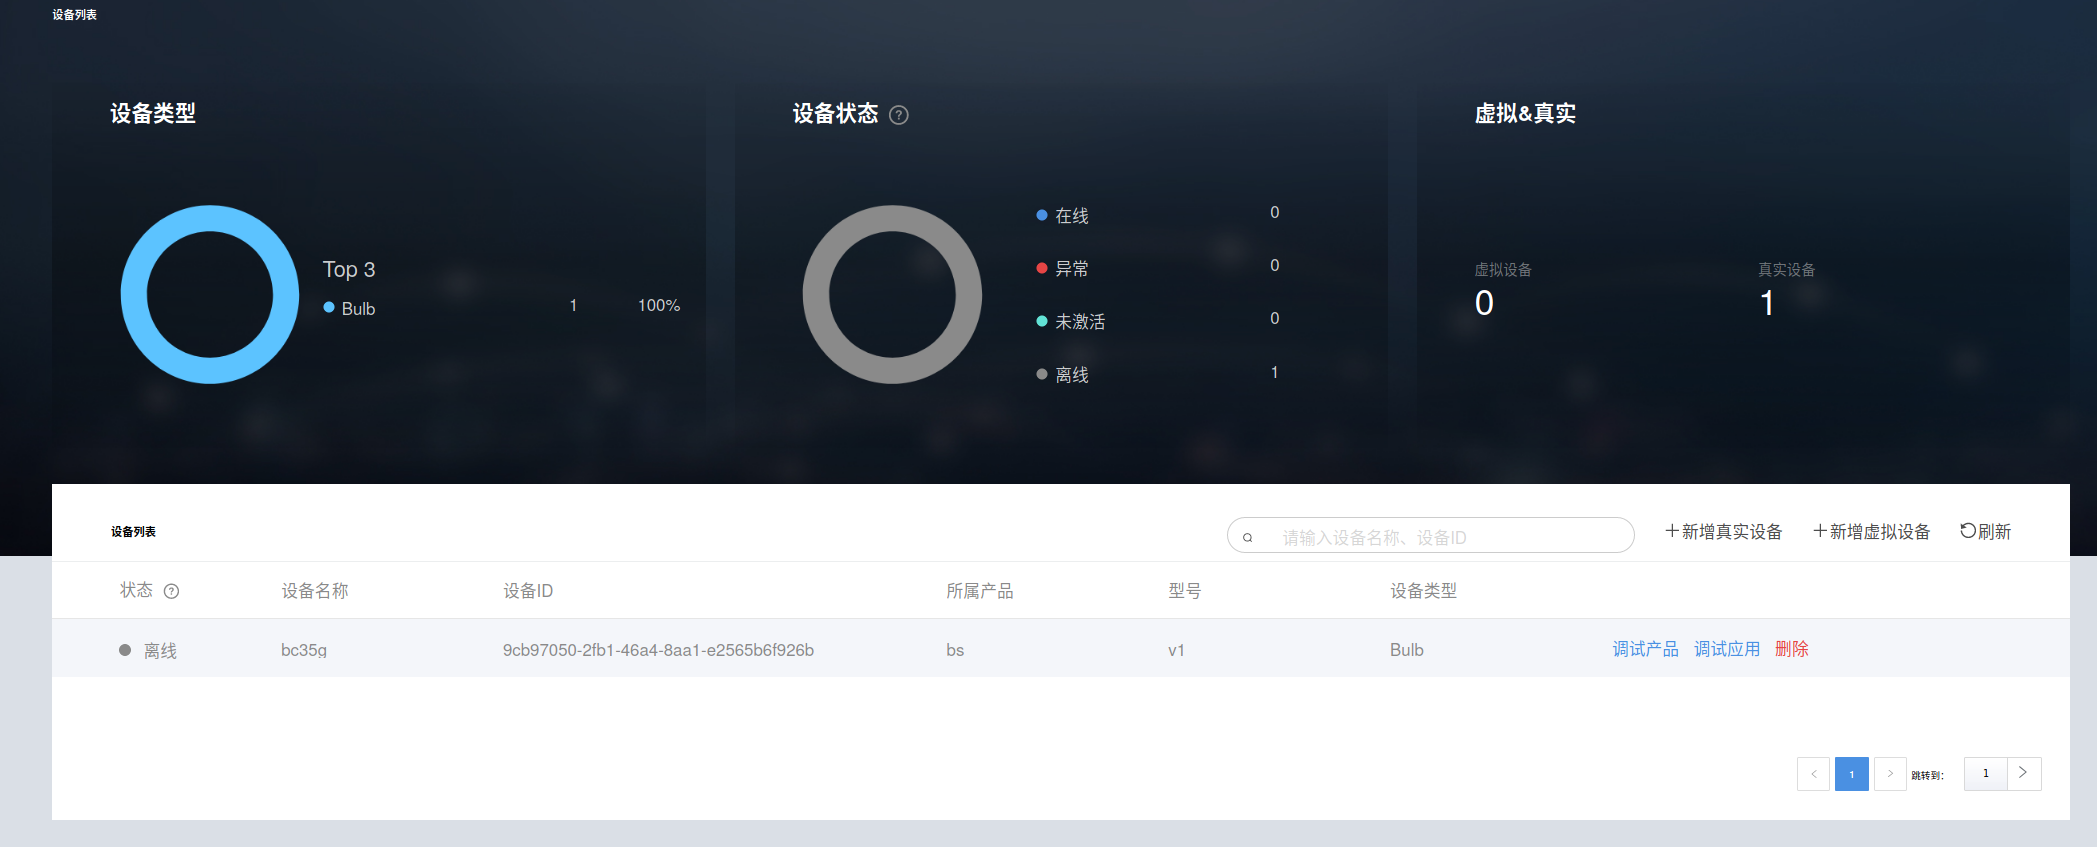 设备列表
设备类型
Top 3
Bulb 1 100%
设备状态 ?
在线 0
异常 0
未激活 0
离线 1
虚拟&真实
虚拟设备 真实设备
0 1
设备列表 请输入设备名称、设备ID 新增真实设备 新增虚拟设备 刷新
状态 ? 设备名称 设备ID 所属产品 型号 设备类型
离线 bc35g 9cb97050-2fb1-46a4-8aa1-e2565b6f926b bs v1 Bulb 调试产品 调试应用 删除
< 1 > 跳转到: 1 >